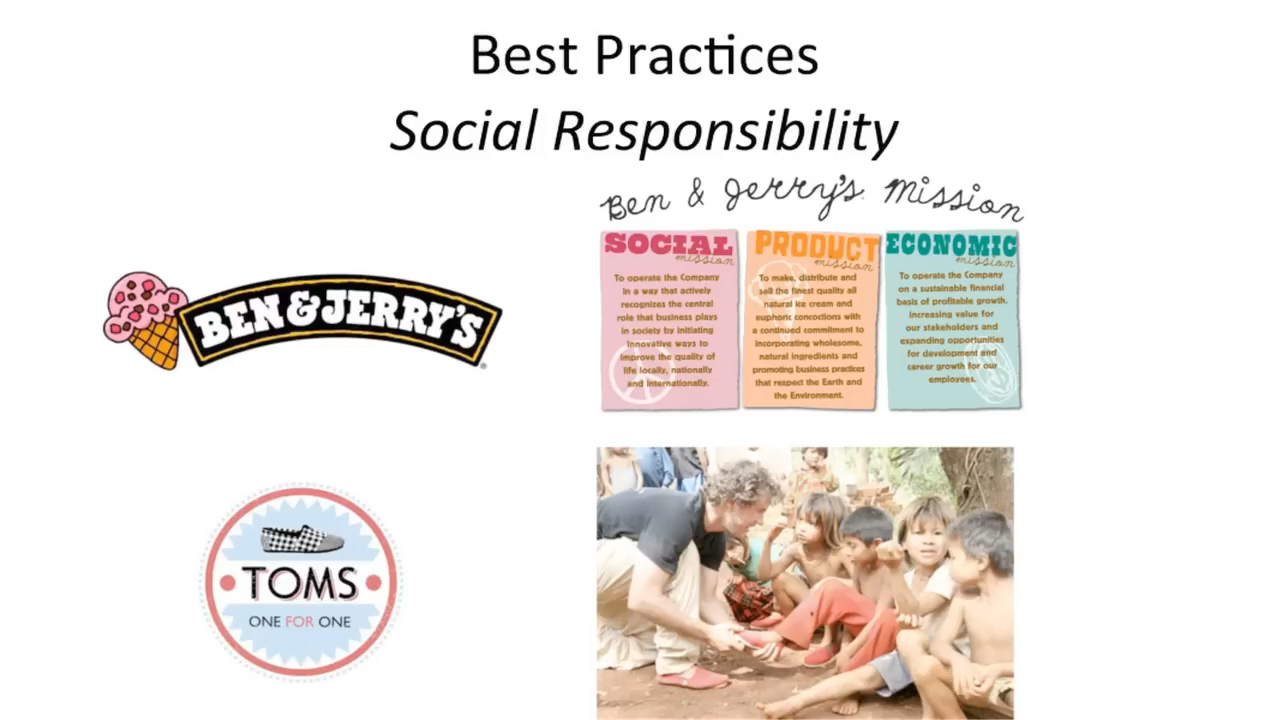 Best Practices
Social Responsibility
Ben & Jerry's. Mission
SOCIAL
mission
To operate the Company
in a way that actively
recognizes the central
role that business plays
in society by initiating
innovative ways to
improve the quality of
life locally, nationally
and internationally.
PRODUCT
mission
To make, distribute and
sell the finest quality all
natural ice cream and
euphoric concoctions with
a continued commitment to
incorporating wholesome,
natural ingredients and
promoting business practices
that respect the Earth and
the Environment.
ECONOMIC
mission
To operate the Company
on a sustainable financial
basis of profitable growth,
increasing value for
our stakeholders and
expanding opportunities
for development and
career growth for our
employees.
BEN & JERRY'S
®
TOMS
ONE FOR ONE